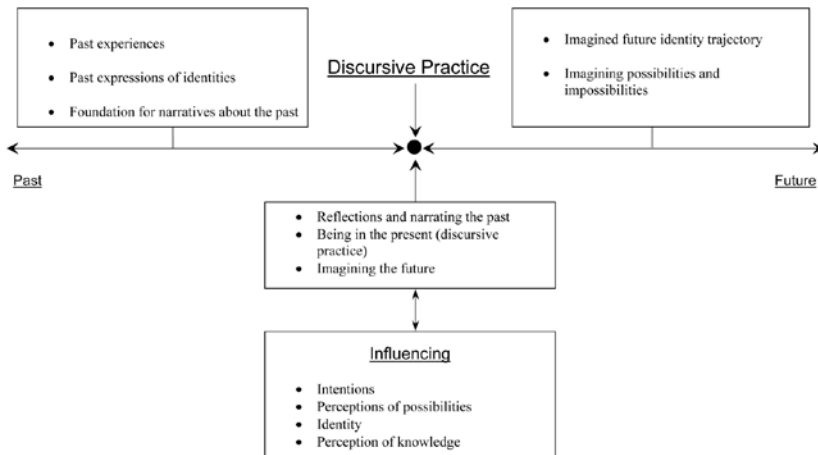 • Past experiences
• Past expressions of identities
• Foundation for narratives about the past
Discursive Practice
• Imagined future identity trajectory
• Imagining possibilities and
impossibilities
Past
Future
• Reflections and narrating the past
• Being in the present (discursive
practice)
• Imagining the future
Influencing
• Intentions
• Perceptions of possibilities
• Identity
• Perception of knowledge